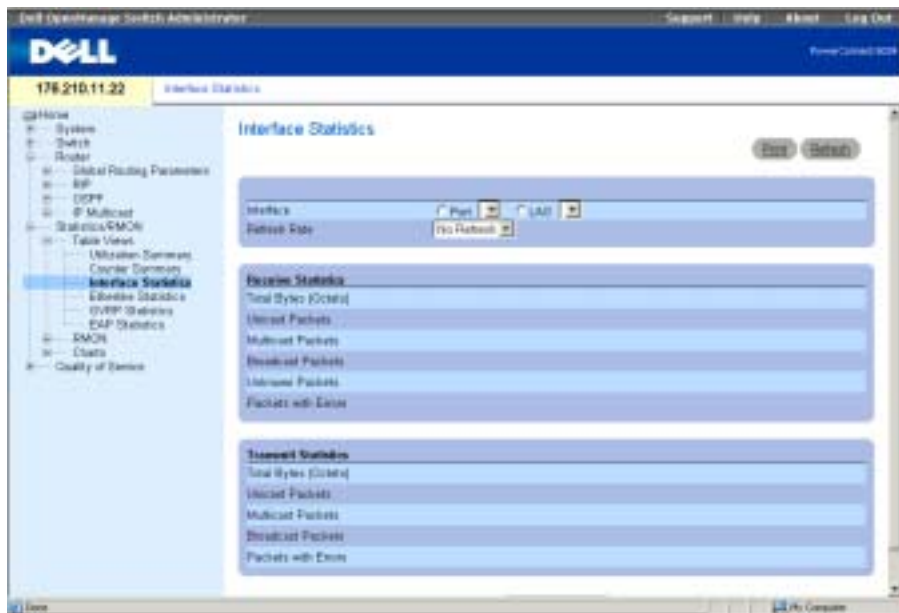 Dell OpenManage Switch Administrator
Support Help About Log Out
DELL
PowerConnect
176.210.11.22
Interface Statistics
Home
System
Switch
Router
Global Routing Parameters
RIP
OSPF
IP Multicast
Statistics/RMON
Table Views
Utilization Summary
Counter Summary
Interface Statistics
Etherlike Statistics
GVRP Statistics
EAP Statistics
RMON
Charts
Quality of Service
Interface Statistics
Print Refresh
Interface Port LAG
Refresh Rate No Refresh
Receive Statistics
Total Bytes (Octets)
Unicast Packets
Multicast Packets
Broadcast Packets
Unknown Packets
Packets with Errors
Transmit Statistics
Total Bytes (Octets)
Unicast Packets
Multicast Packets
Broadcast Packets
Packets with Errors
Done
My Computer